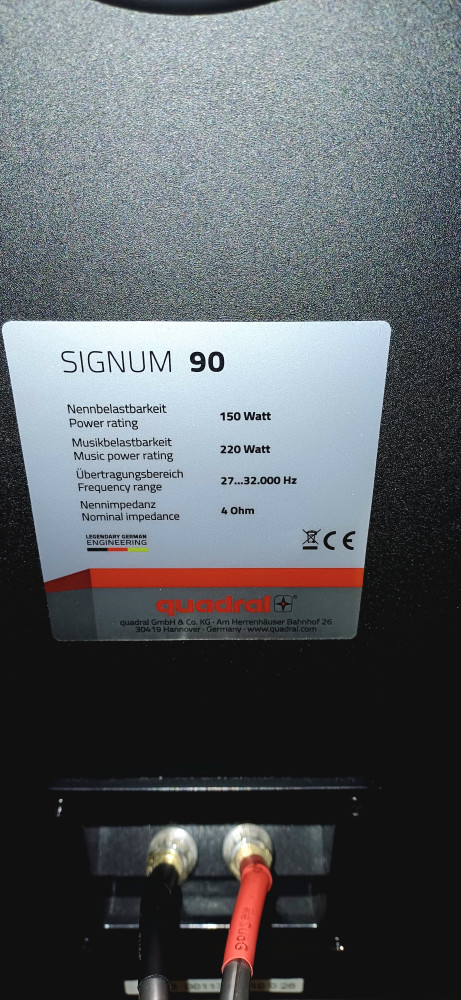 SIGNUM 90
Nennbelastbarkeit
Power rating
150 Watt
Musikbelastbarkeit
Music power rating
220 Watt
Übertragungsbereich
Frequency range
27...32.000 Hz
Nennimpedanz
Nominal impedance
4 Ohm
LEGENDARY GERMAN
ENGINEERING
CE
quadral
quadral GmbH & Co. KG · Am Herrenhäuser Bahnhof 26
30419 Hannover · Germany · www.quadral.com